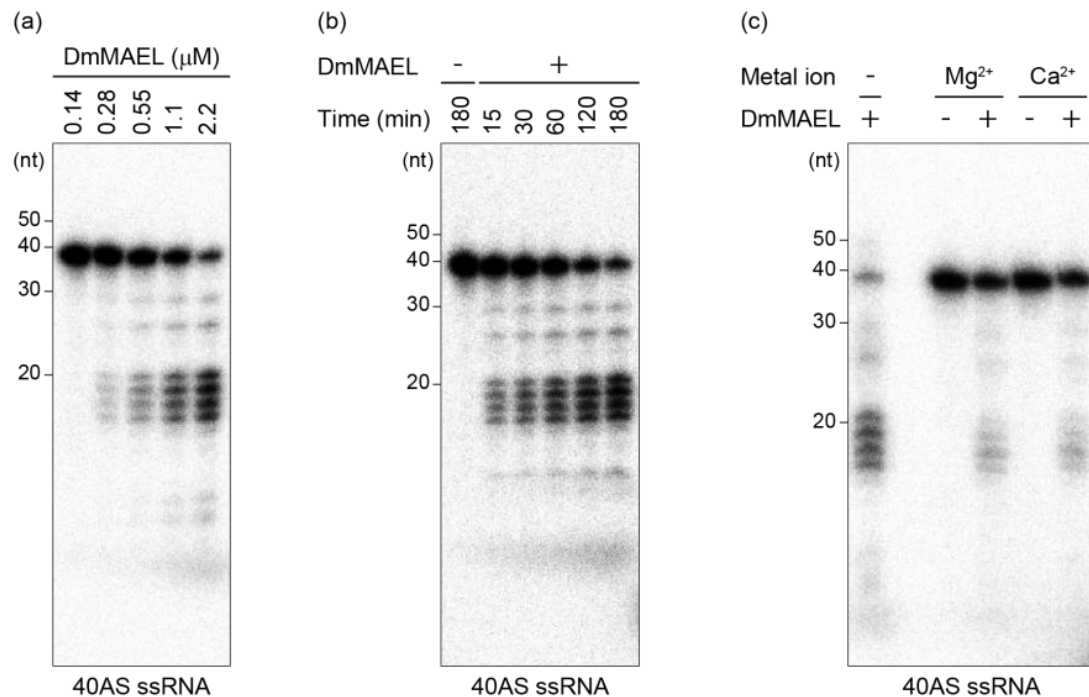 (a)
DmMAEL (μM)
0.14 0.28 0.55 1.1 2.2
(nt)
50
40
30
20
40AS ssRNA
(b)
DmMAEL - +
Time (min) 180 15 30 60 120 180
(nt)
50
40
30
20
40AS ssRNA
(c)
Metal ion - Mg²⁺ Ca²⁺
DmMAEL + - + - +
(nt)
50
40
30
20
40AS ssRNA